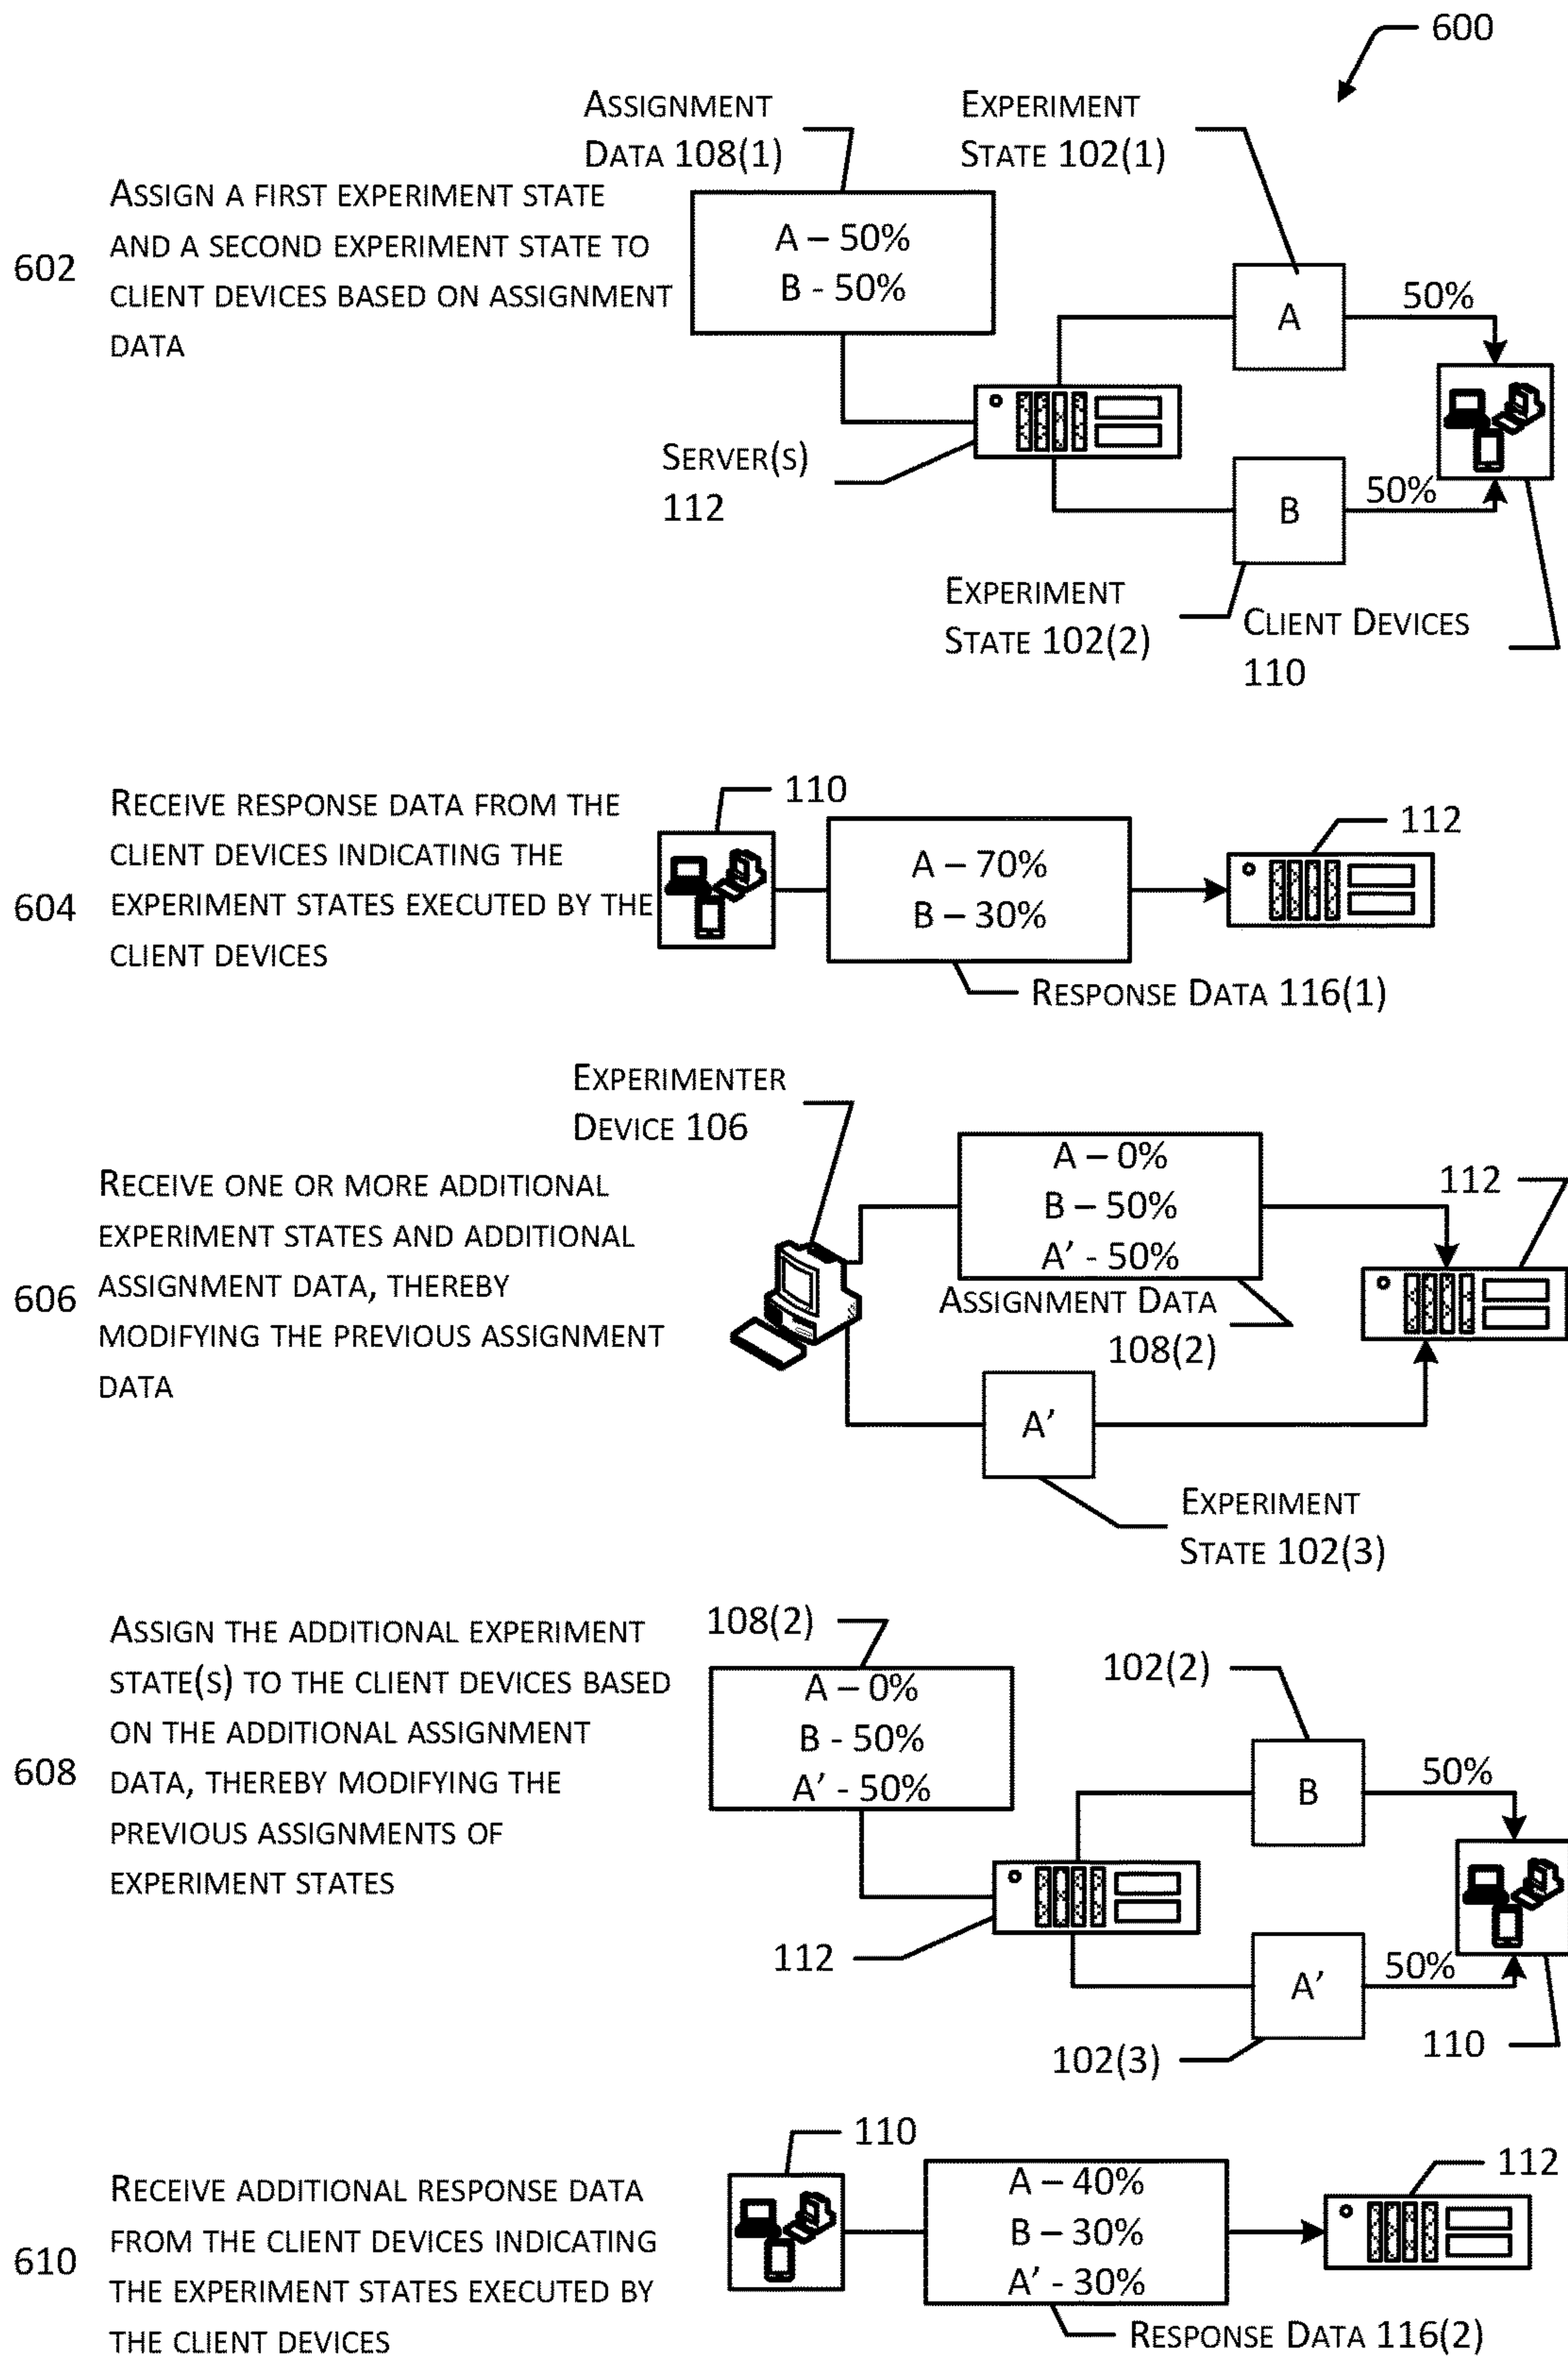 600
ASSIGNMENT
DATA 108(1)
EXPERIMENT
STATE 102(1)
602
ASSIGN A FIRST EXPERIMENT STATE
AND A SECOND EXPERIMENT STATE TO
CLIENT DEVICES BASED ON ASSIGNMENT
DATA
A – 50%
B - 50%
A
50%
SERVER(S)
112
B
50%
EXPERIMENT
STATE 102(2)
CLIENT DEVICES
110
604
RECEIVE RESPONSE DATA FROM THE
CLIENT DEVICES INDICATING THE
EXPERIMENT STATES EXECUTED BY THE
CLIENT DEVICES
110
A – 70%
B – 30%
112
RESPONSE DATA 116(1)
EXPERIMENTER
DEVICE 106
606
RECEIVE ONE OR MORE ADDITIONAL
EXPERIMENT STATES AND ADDITIONAL
ASSIGNMENT DATA, THEREBY
MODIFYING THE PREVIOUS ASSIGNMENT
DATA
A – 0%
B – 50%
A' - 50%
112
ASSIGNMENT DATA
108(2)
A'
EXPERIMENT
STATE 102(3)
608
ASSIGN THE ADDITIONAL EXPERIMENT
STATE(S) TO THE CLIENT DEVICES BASED
ON THE ADDITIONAL ASSIGNMENT
DATA, THEREBY MODIFYING THE
PREVIOUS ASSIGNMENTS OF
EXPERIMENT STATES
108(2)
A – 0%
B - 50%
A' - 50%
102(2)
B
50%
112
A'
50%
102(3)
110
610
RECEIVE ADDITIONAL RESPONSE DATA
FROM THE CLIENT DEVICES INDICATING
THE EXPERIMENT STATES EXECUTED BY
THE CLIENT DEVICES
110
A – 40%
B – 30%
A' - 30%
112
RESPONSE DATA 116(2)